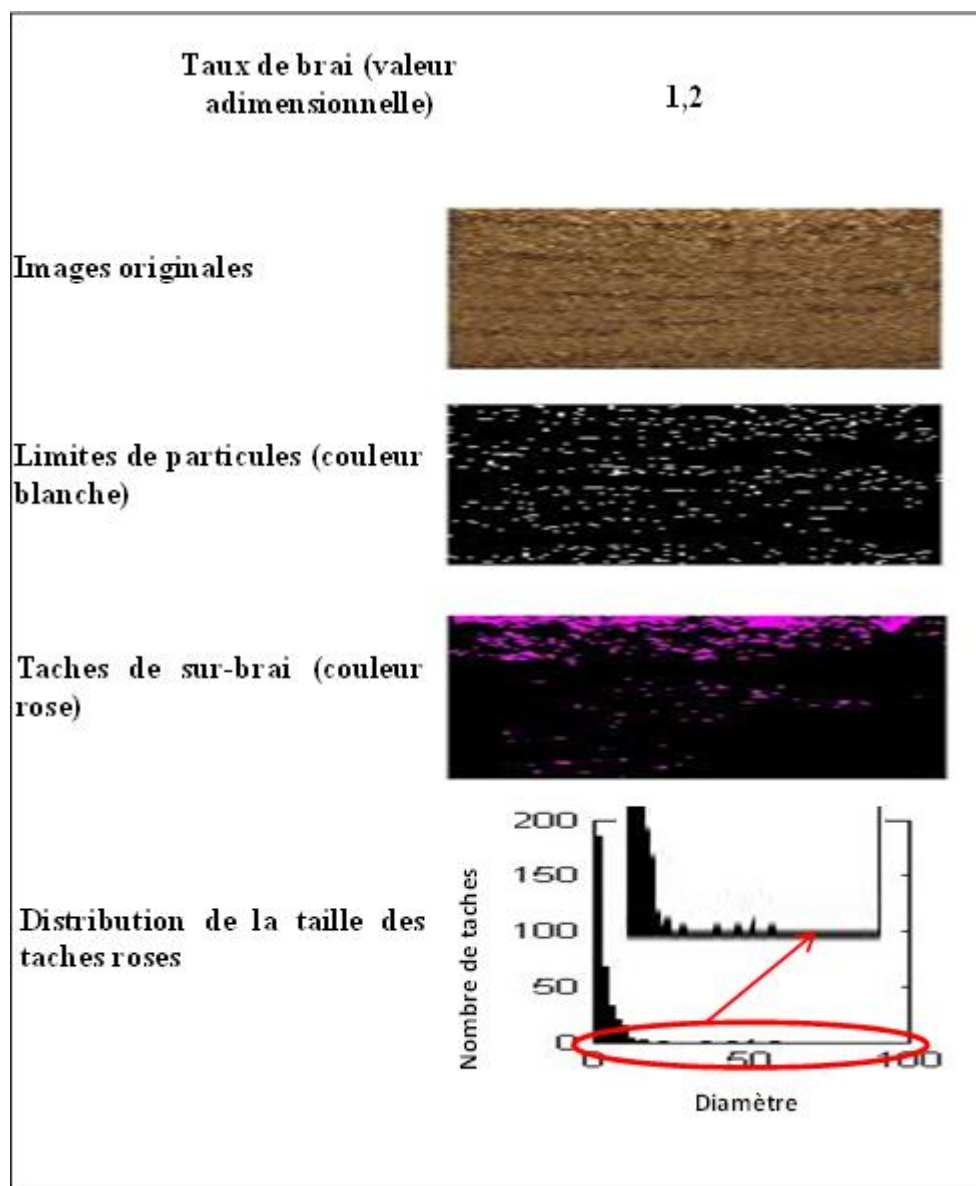 Taux de brai (valeur
adimensionnelle)
1,2
Images originales
Limites de particules (couleur
blanche)
Taches de sur-brai (couleur
rose)
Distribution de la taille des
taches roses
Nombre de taches
200
150
100
50
0
0 50 100
Diamètre